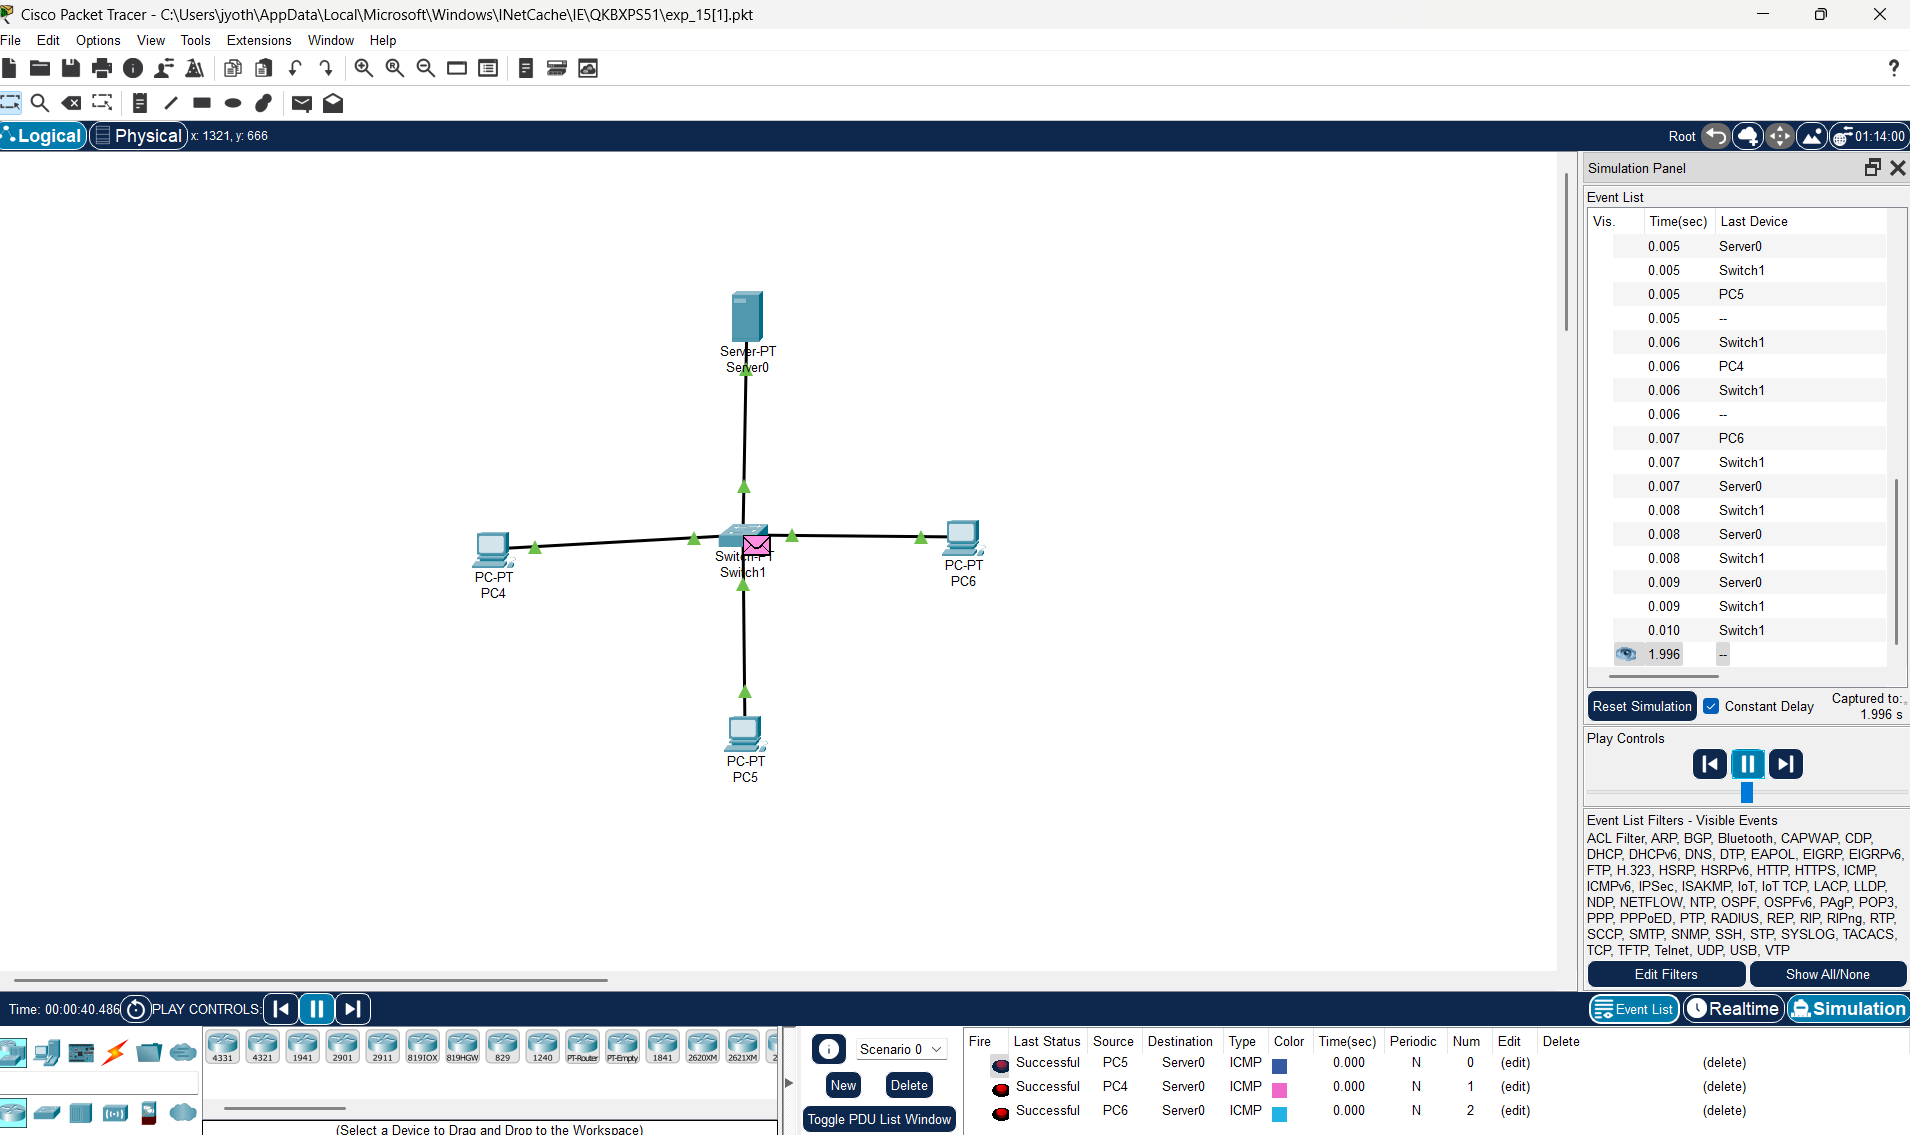 Cisco Packet Tracer - C:\Users\jyoth\AppData\Local\Microsoft\Windows\INetCache\IE\QKBXPS51\exp_15[1].pkt
File Edit Options View Tools Extensions Window Help
?
Logical Physical x: 1321, y: 666
Root 01:14:00
Simulation Panel
Event List
Vis. Time(sec) Last Device
0.005 Server0
0.005 Switch1
0.005 PC5
0.005 --
0.006 Switch1
0.006 PC4
0.006 Switch1
0.006 --
0.007 PC6
0.007 Switch1
0.007 Server0
0.008 Switch1
0.008 Server0
0.008 Switch1
0.009 Server0
0.009 Switch1
0.010 Switch1
1.996 --
Server-PT
Server0
Switch-PT
Switch1
PC-PT
PC4
PC-PT
PC6
PC-PT
PC5
Reset Simulation Constant Delay Captured to:*
1.996 s
Play Controls
Event List Filters - Visible Events
ACL Filter, ARP, BGP, Bluetooth, CAPWAP, CDP,
DHCP, DHCPv6, DNS, DTP, EAPOL, EIGRP, EIGRPv6,
FTP, H.323, HSRP, HSRPv6, HTTP, HTTPS, ICMP,
ICMPv6, IPSec, ISAKMP, IoT, IoT TCP, LACP, LLDP,
NDP, NETFLOW, NTP, OSPF, OSPFv6, PAgP, POP3,
PPP, PPPoED, PTP, RADIUS, REP, RIP, RIPng, RTP,
SCCP, SMTP, SNMP, SSH, STP, SYSLOG, TACACS,
TCP, TFTP, Telnet, UDP, USB, VTP
Edit Filters Show All/None
Time: 00:00:40.486 PLAY CONTROLS:
Event List Realtime Simulation
4331 4321 1941 2901 2911 819IOX 819HGW 829 1240 PT-Router PT-Empty 1841 2620XM 2621XM 2
(Select a Device to Drag and Drop to the Workspace)
Scenario 0
New Delete
Toggle PDU List Window
Fire Last Status Source Destination Type Color Time(sec) Periodic Num Edit Delete
Successful PC5 Server0 ICMP 0.000 N 0 (edit) (delete)
Successful PC4 Server0 ICMP 0.000 N 1 (edit) (delete)
Successful PC6 Server0 ICMP 0.000 N 2 (edit) (delete)